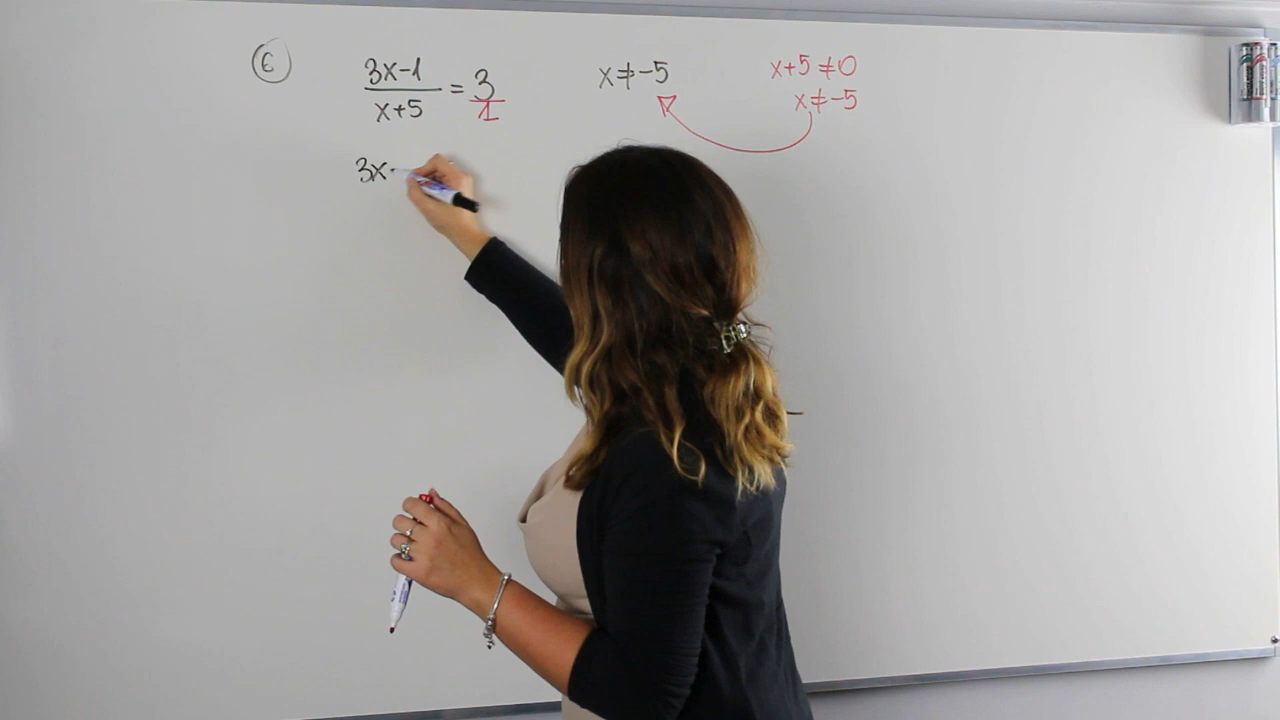 6
3x-1
x+5
= 3
1
x≠-5
x+5≠0
x≠-5
3x-